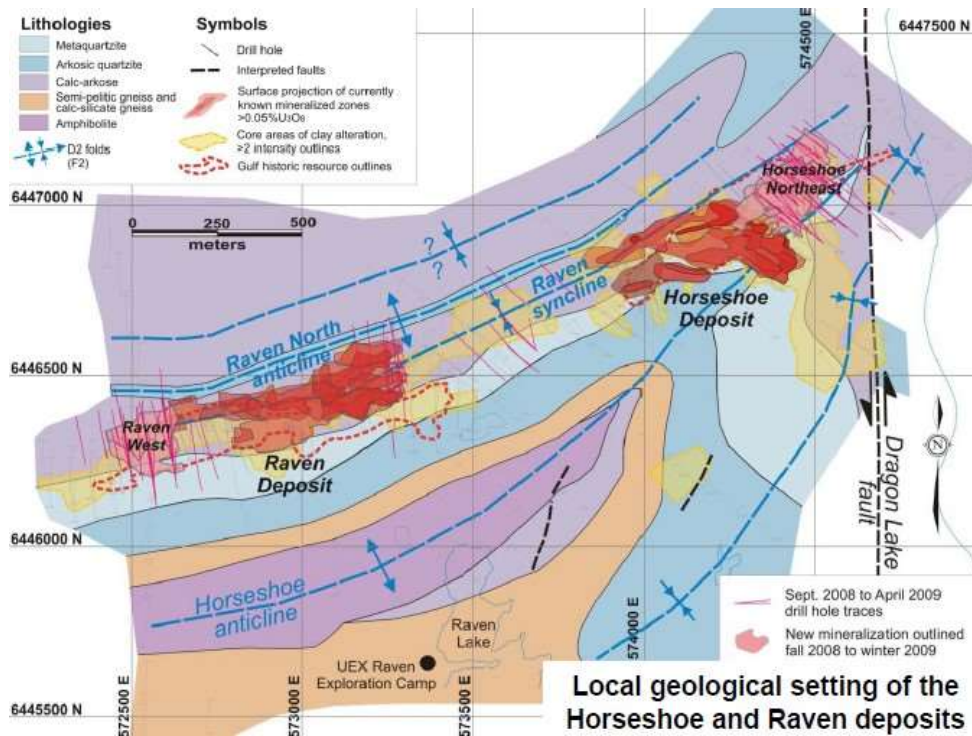 Lithologies
Metaquartzite
Arkosic quartzite
Calc-arkose
Semi-pelitic gneiss and
calc-silicate gneiss
Amphibolite
D2 folds
(F2)
Symbols
Drill hole
Interpreted faults
Surface projection of currently
known mineralized zones
>0.05%U3O8
Core areas of clay alteration,
≥2 intensity outlines
Gulf historic resource outlines
574500 E
6447500 N
6447000 N
0 250 500
meters
?
?
Horseshoe
Northeast
Raven
syncline
Horseshoe
Deposit
Raven North
anticline
6446500 N
Raven
West
Raven
Deposit
N
Dragon Lake
fault
6446000 N
Horseshoe
anticline
Raven
Lake
UEX Raven
Exploration Camp
6445500 N
572500 E
573000 E
573500 E
574000 E
Sept. 2008 to April 2009
drill hole traces
New mineralization outlined
fall 2008 to winter 2009
Local geological setting of the
Horseshoe and Raven deposits